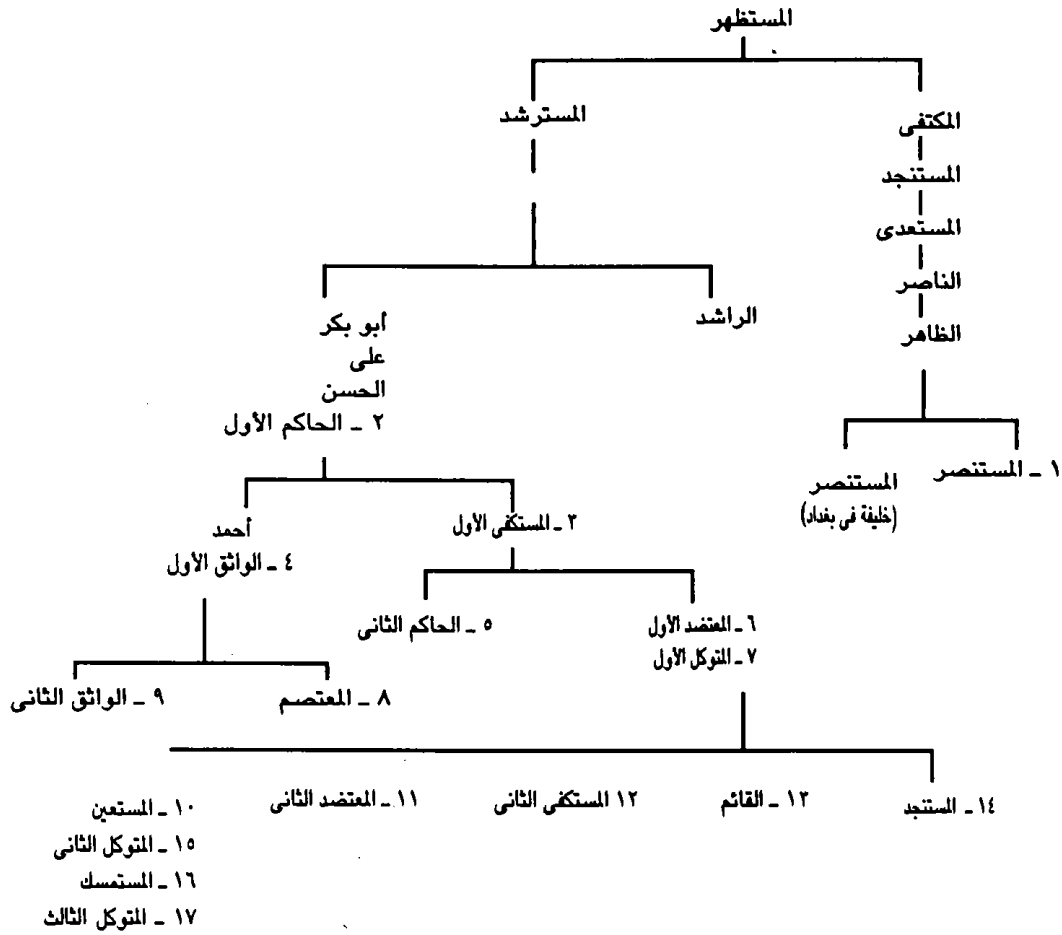 المستظهر
المسترشد
المكتفى
المستنجد
المستعدى
الناصر
الظاهر
الراشد
أبو بكر
على
الحسن
٢ ـ الحاكم الأول
١ ـ المستنصر
المستنصر
(خليفة فى بغداد)
٣ ـ المستكفى الأول
أحمد
٤ ـ الواثق الأول
٦ ـ المعتضد الأول
٧ ـ المتوكل الأول
٥ ـ الحاكم الثانى
٨ ـ المعتصم
٩ ـ الواثق الثانى
١٤ ـ المستنجد
١٣ ـ القائم
١٢ المستكفى الثانى
١١ ـ المعتضد الثانى
١٠ ـ المستعين
١٥ ـ المتوكل الثانى
١٦ ـ المستمسك
١٧ ـ المتوكل الثالث